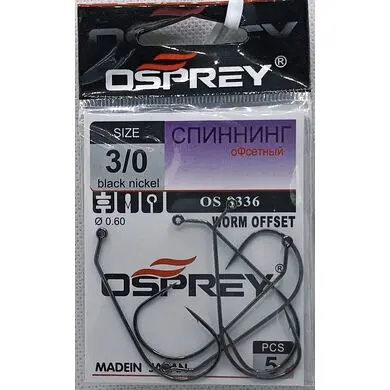 OSPREY
SIZE
3/0
black nickel
Ø 0.60
СПИННИНГ
оФсетный
WORM OFFSET
OSPREY
MADEIN JAPAN
PCS
5